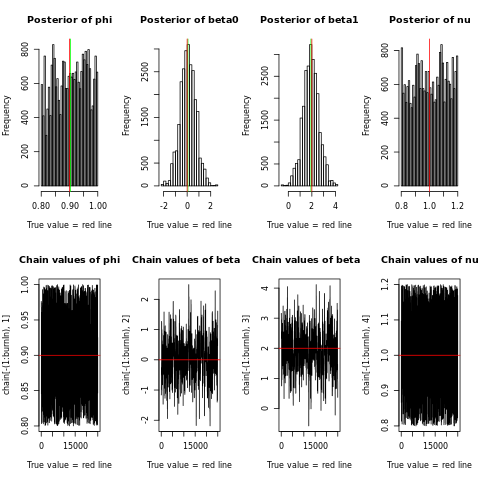 Posterior of phi
Posterior of beta0
Posterior of beta1
Posterior of nu
Frequency
0 200 400 600 800
0.80 0.90 1.00
True value = red line
Frequency
0 500 1500 2500
-2 0 2
True value = red line
Frequency
0 500 1500 2500
0 2 4
True value = red line
Frequency
0 200 400 600 800
0.8 1.0 1.2
True value = red line
Chain values of phi
Chain values of beta
Chain values of beta
Chain values of nu
chain[-(1:burnIn), 1]
0.80 0.85 0.90 0.95 1.00
0 15000
True value = red line
chain[-(1:burnIn), 2]
-2 -1 0 1 2
0 15000
True value = red line
chain[-(1:burnIn), 3]
0 1 2 3 4
0 15000
True value = red line
chain[-(1:burnIn), 4]
0.8 0.9 1.0 1.1 1.2
0 15000
True value = red line